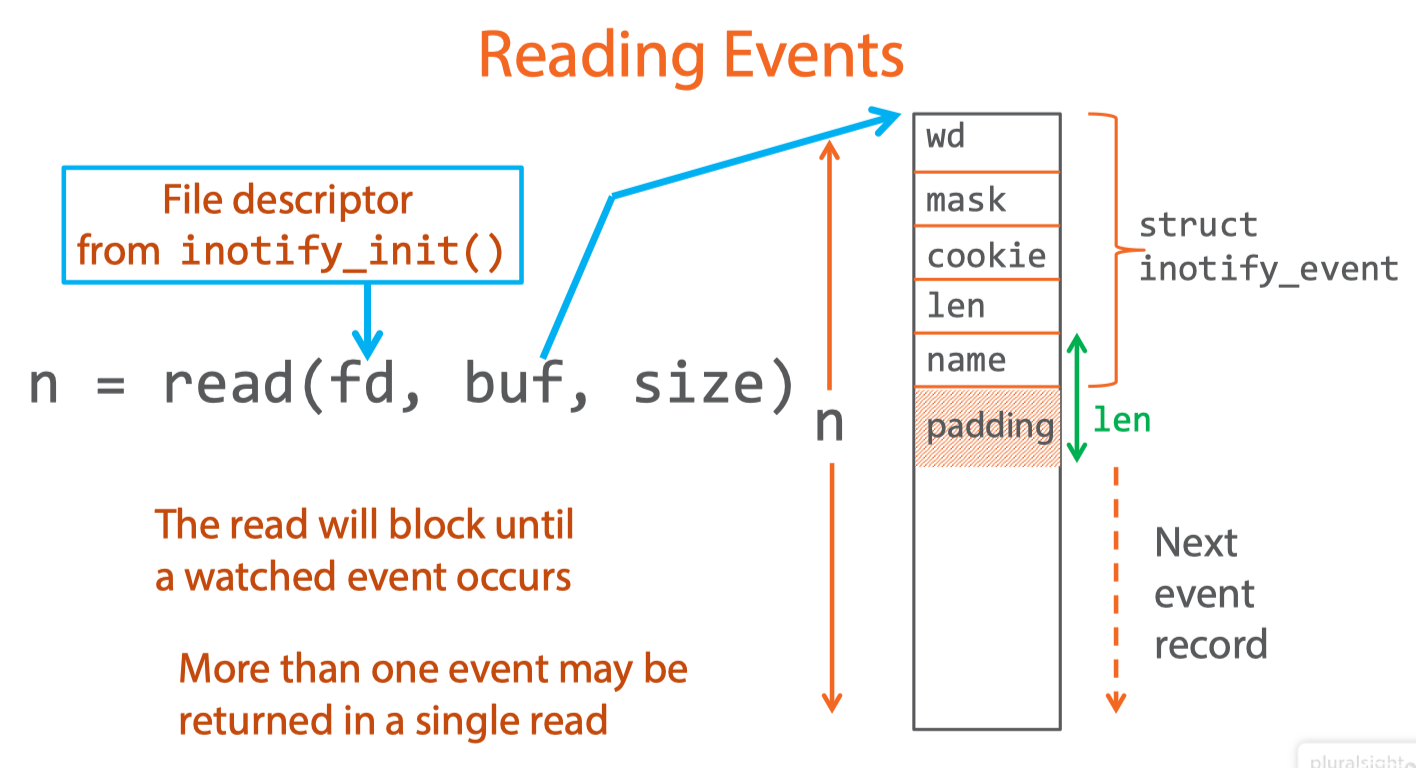 Reading Events
File descriptor
from inotify_init()
n = read(fd, buf, size)
The read will block until
a watched event occurs
More than one event may be
returned in a single read
n
wd
mask
cookie
len
name
padding
struct
inotify_event
len
Next
event
record
pluralsight